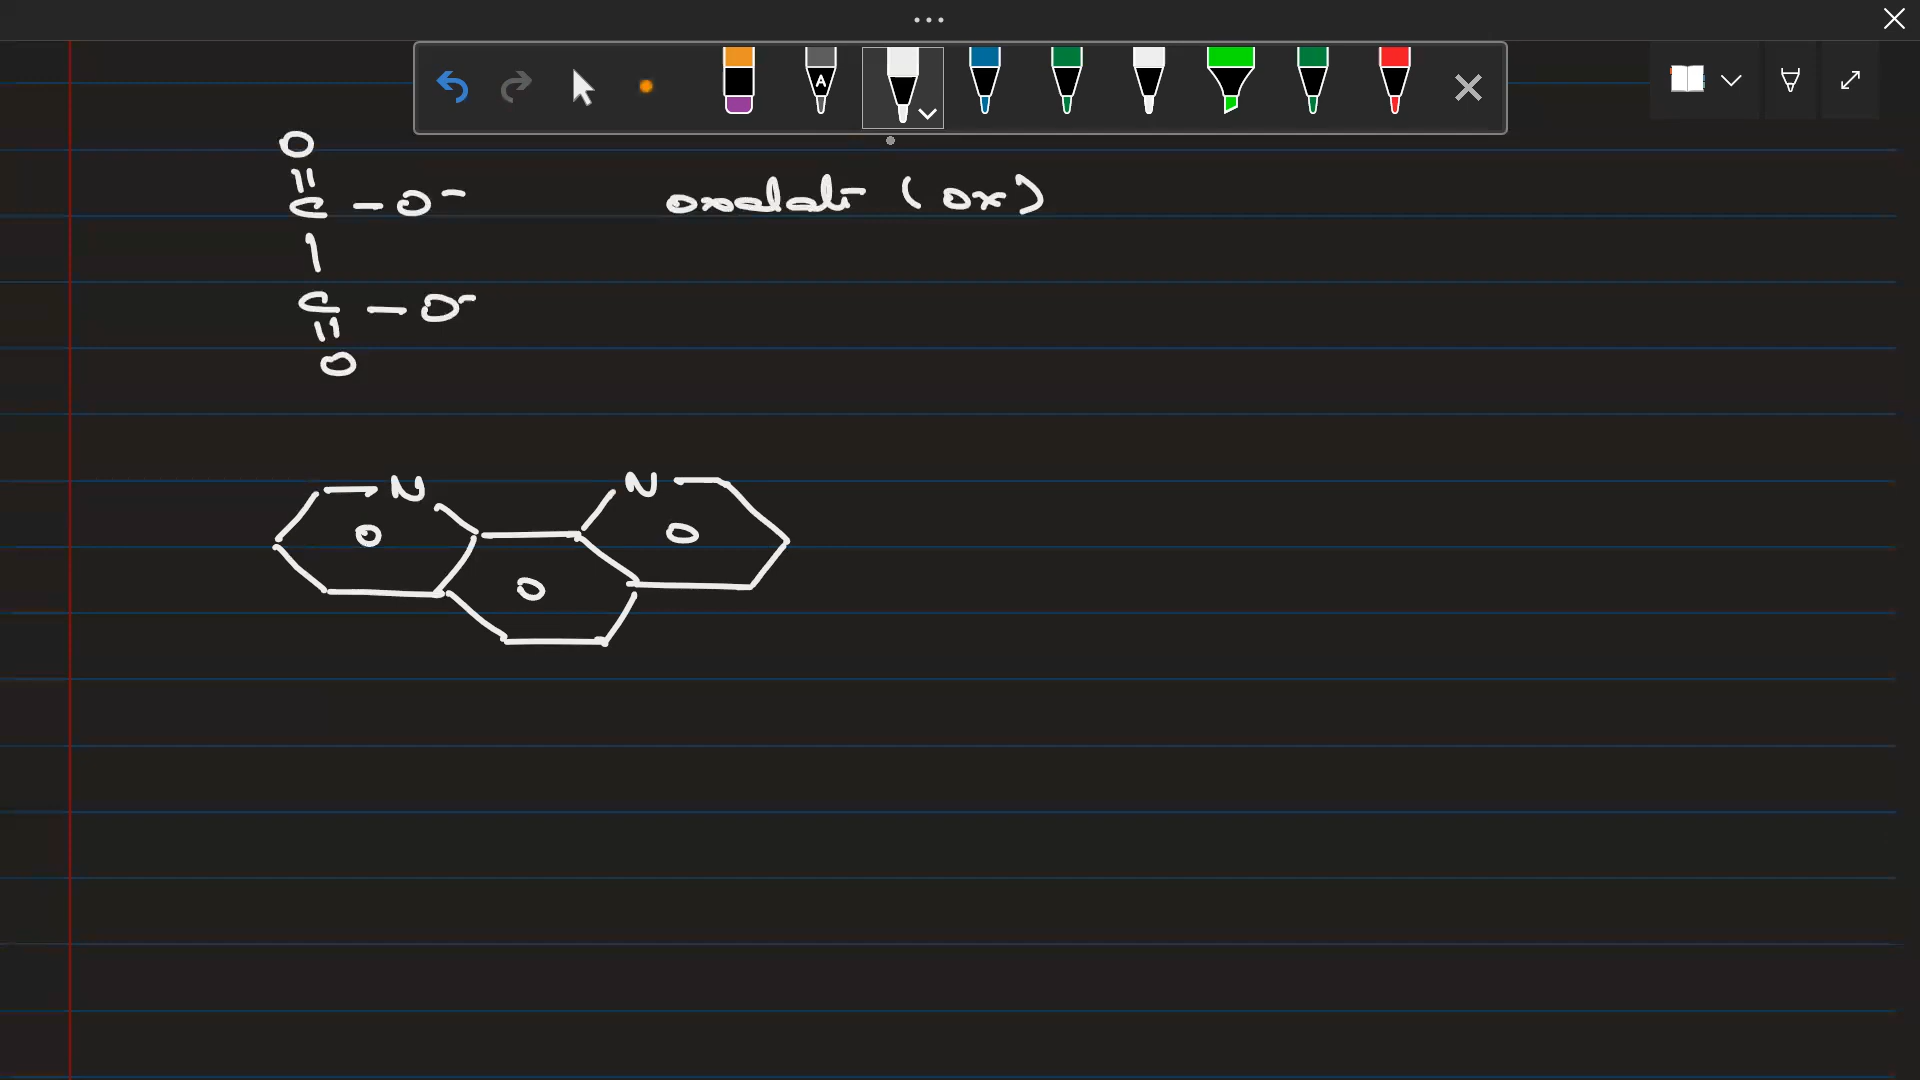 O
C - O⁻ oxalate (ox)
C - O⁻
O
N N
O O
O
A